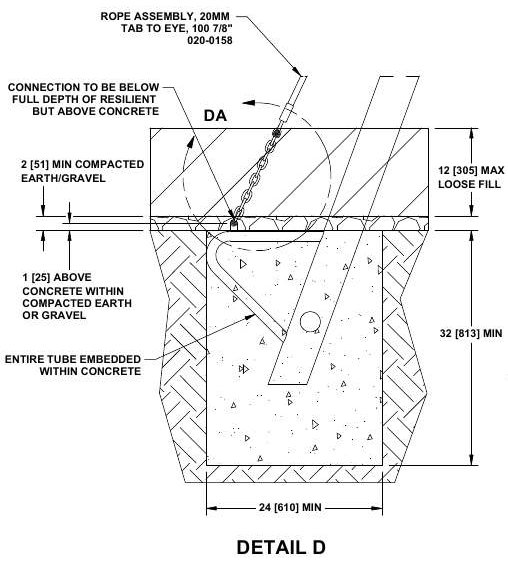 ROPE ASSEMBLY, 20MM
TAB TO EYE, 100 7/8"
020-0158
CONNECTION TO BE BELOW
FULL DEPTH OF RESILIENT
BUT ABOVE CONCRETE
DA
2 [51] MIN COMPACTED
EARTH/GRAVEL
12 [305] MAX
LOOSE FILL
1 [25] ABOVE
CONCRETE WITHIN
COMPACTED EARTH
OR GRAVEL
32 [813] MIN
ENTIRE TUBE EMBEDDED
WITHIN CONCRETE
24 [610] MIN
DETAIL D